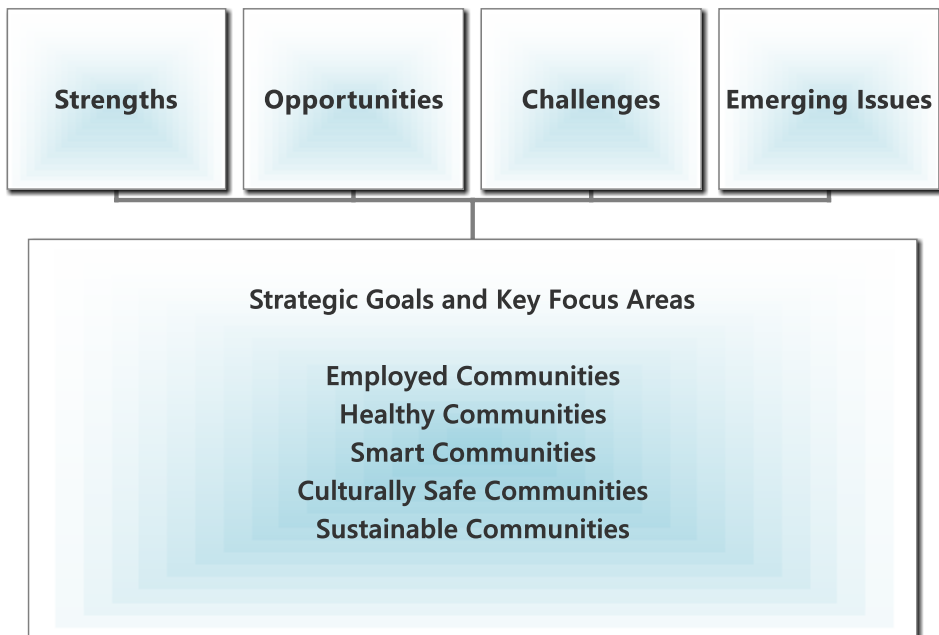 Strengths
Opportunities
Challenges
Emerging Issues
Strategic Goals and Key Focus Areas
Employed Communities
Healthy Communities
Smart Communities
Culturally Safe Communities
Sustainable Communities